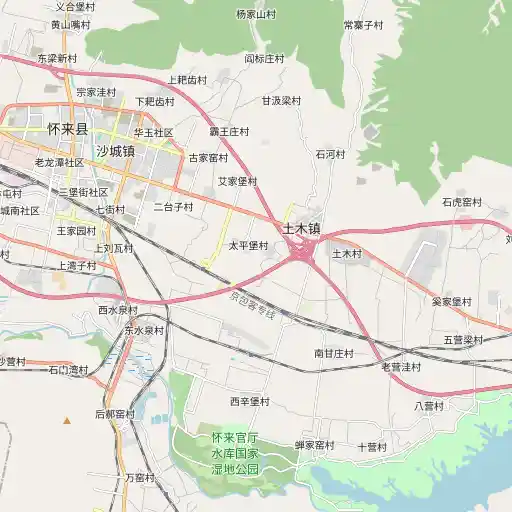 义合堡村
黄山嘴村
杨家山村
常寨子村
东梁新村
阎标庄村
上耙齿村
宗家洼村
下耙齿村
甘汲梁村
怀来县
华玉社区
霸王庄村
老龙潭社区
沙城镇
古家窑村
石河村
艾家堡村
屯村
三堡街社区
石虎窑村
城南社区
七街村
二台子村
王家园村
土木镇
上刘瓦村
太平堡村
土木村
上湾子村
京包客专线
奚家堡村
西水泉村
东水泉村
五营梁村
南甘庄村
沙营村
石门湾村
老营洼村
西辛堡村
八营村
后郝窑村
怀来官厅
水库国家
湿地公园
蝉家窑村
十营村
万窑村